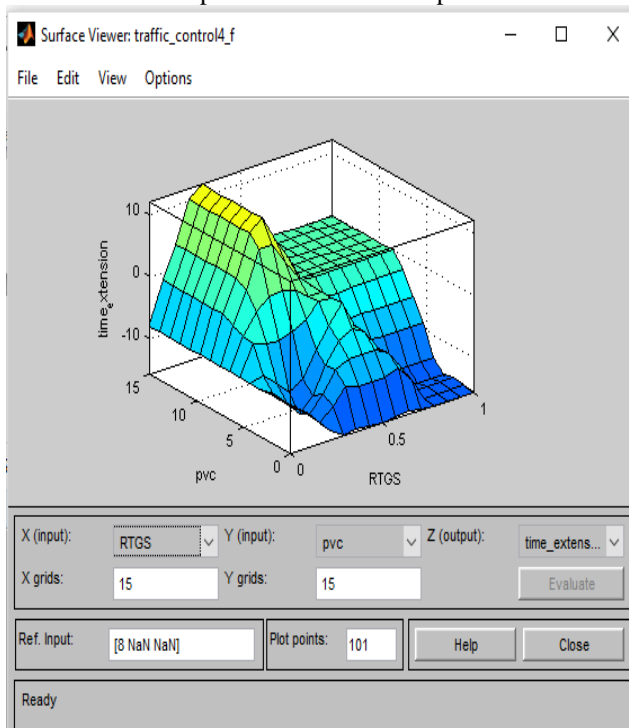 Surface Viewer: traffic_control4_f
File Edit View Options
10
0
-10
time_extension
15
10
5
0
pvc
0
0.5
1
RTGS
X (input): RTGS Y (input): pvc Z (output): time_extens...
X grids: 15 Y grids: 15 Evaluate
Ref. Input: [8 NaN NaN] Plot points: 101 Help Close
Ready